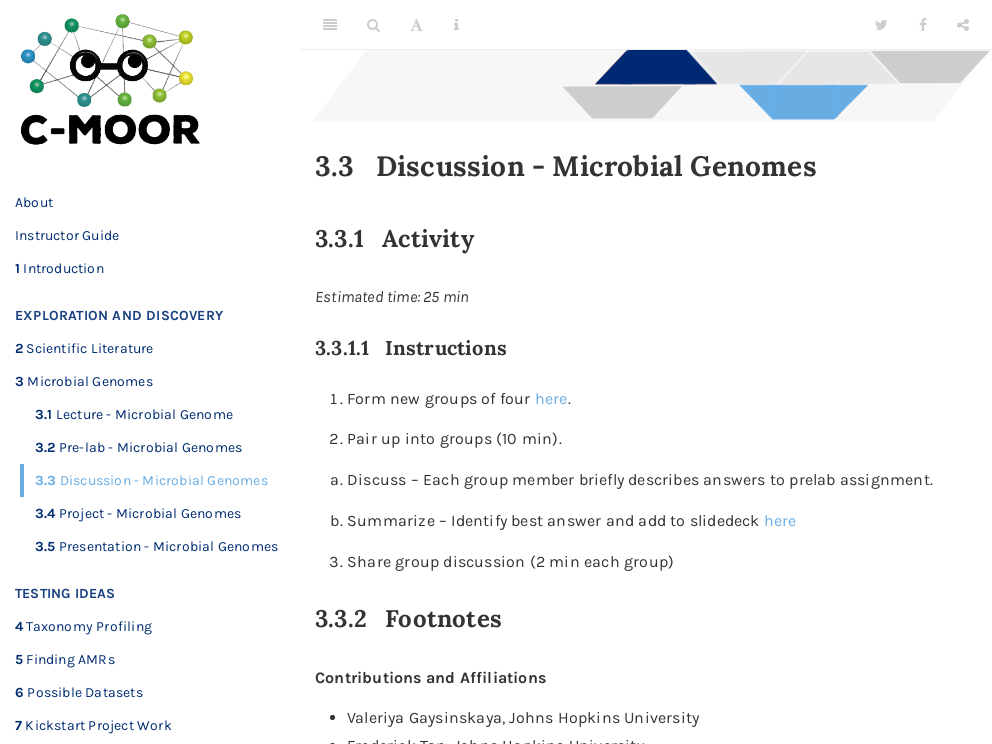 C-MOOR
About
Instructor Guide
1 Introduction
EXPLORATION AND DISCOVERY
2 Scientific Literature
3 Microbial Genomes
3.1 Lecture - Microbial Genome
3.2 Pre-lab - Microbial Genomes
3.3 Discussion - Microbial Genomes
3.4 Project - Microbial Genomes
3.5 Presentation - Microbial Genomes
TESTING IDEAS
4 Taxonomy Profiling
5 Finding AMRs
6 Possible Datasets
7 Kickstart Project Work
3.3 Discussion - Microbial Genomes
3.3.1 Activity
Estimated time: 25 min
3.3.1.1 Instructions
1. Form new groups of four here.
2. Pair up into groups (10 min).
a. Discuss – Each group member briefly describes answers to prelab assignment.
b. Summarize – Identify best answer and add to slidedeck here
3. Share group discussion (2 min each group)
3.3.2 Footnotes
Contributions and Affiliations
• Valeriya Gaysinskaya, Johns Hopkins University
• Frederick Tan, Johns Hopkins University